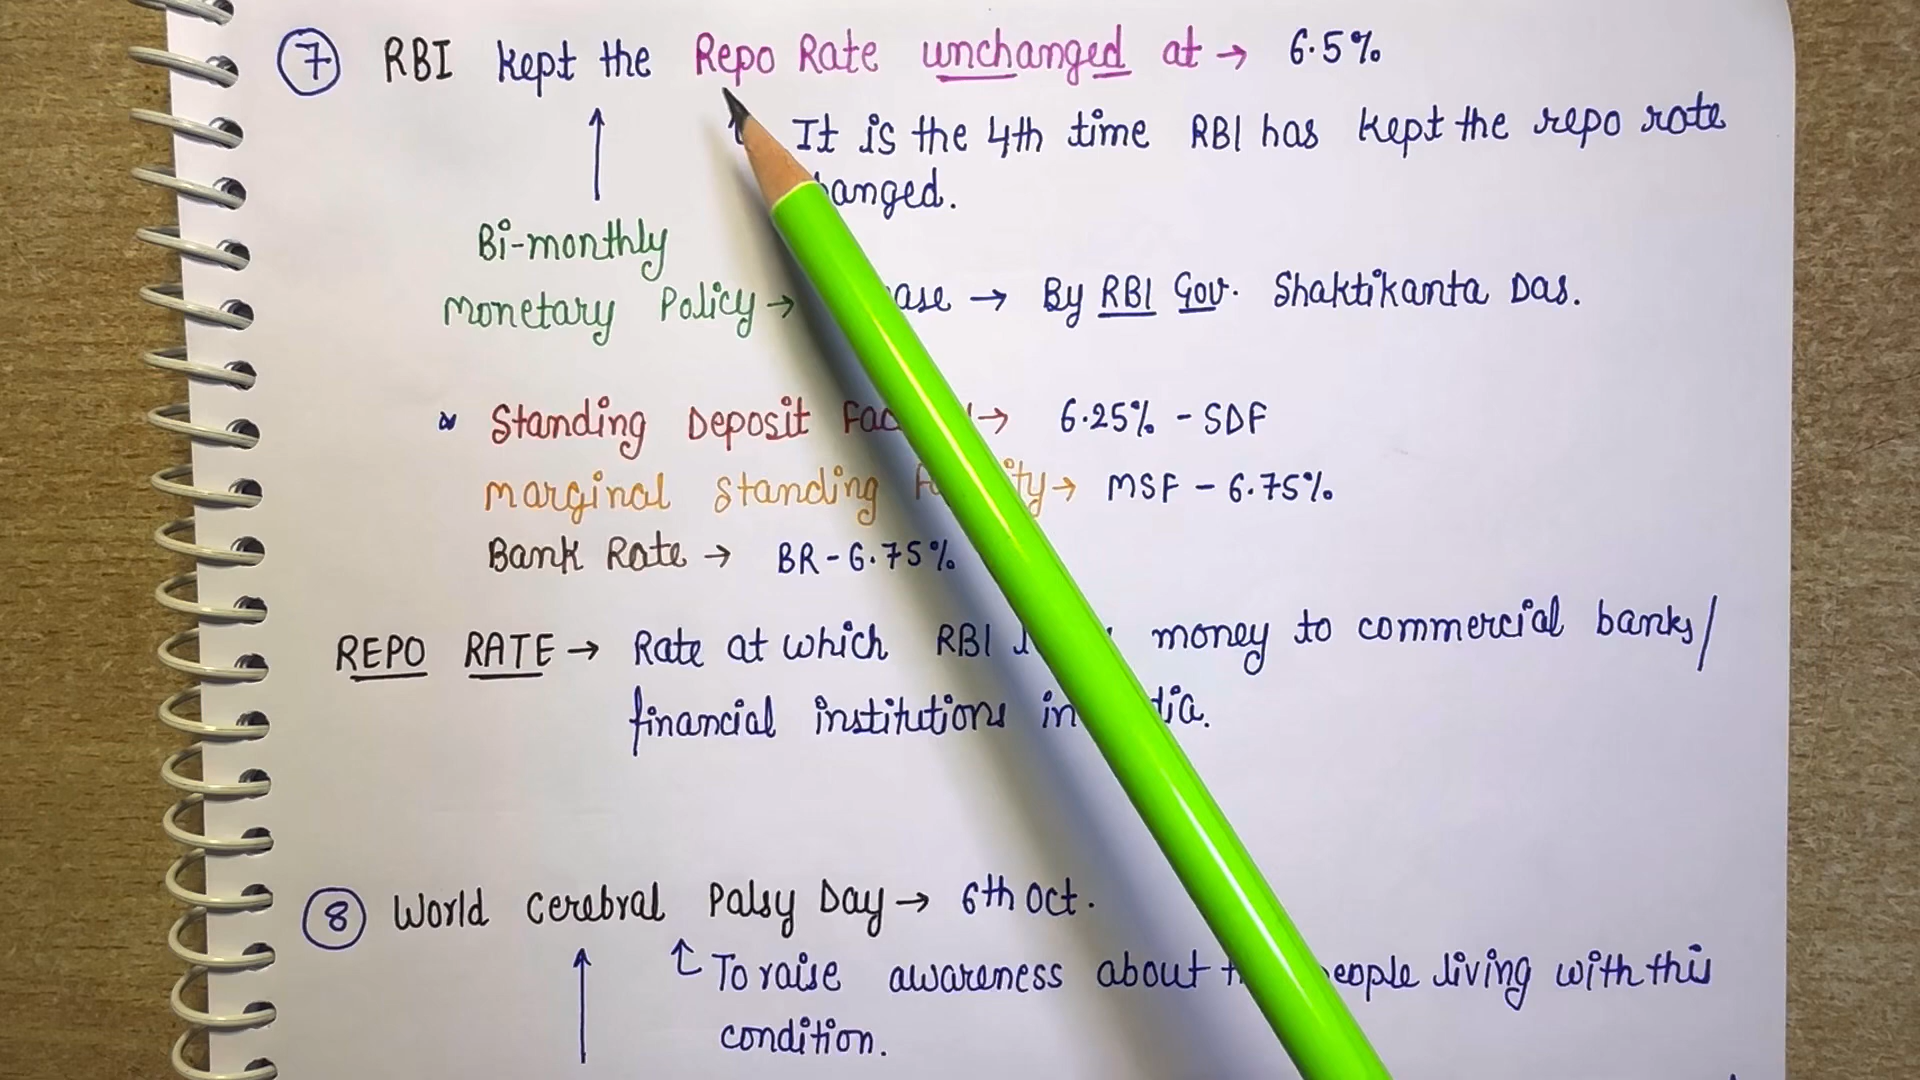 7 RBI kept the Repo Rate unchanged at → 6.5%
It is the 4th time RBI has kept the repo rate
anged.
Bi-monthly
Monetary Policy → ase → By RBI Gov. Shaktikanta Das.
Standing Deposit Fac → 6.25% - SDF
Marginal Standing F ity → MSF - 6.75%
Bank Rate → BR - 6.75%
REPO RATE → Rate at which RBI money to commercial banks/
financial institutions in dia.
8 World Cerebral Palsy Day → 6th Oct.
To raise awareness about eople living with this
condition.